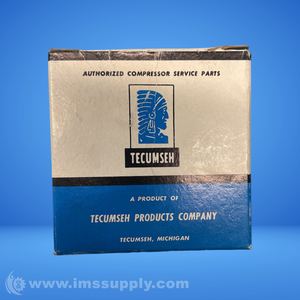 AUTHORIZED COMPRESSOR SERVICE PARTS
TECUMSEH
A PRODUCT OF
TECUMSEH PRODUCTS COMPANY
TECUMSEH, MICHIGAN
© www.imssupply.com